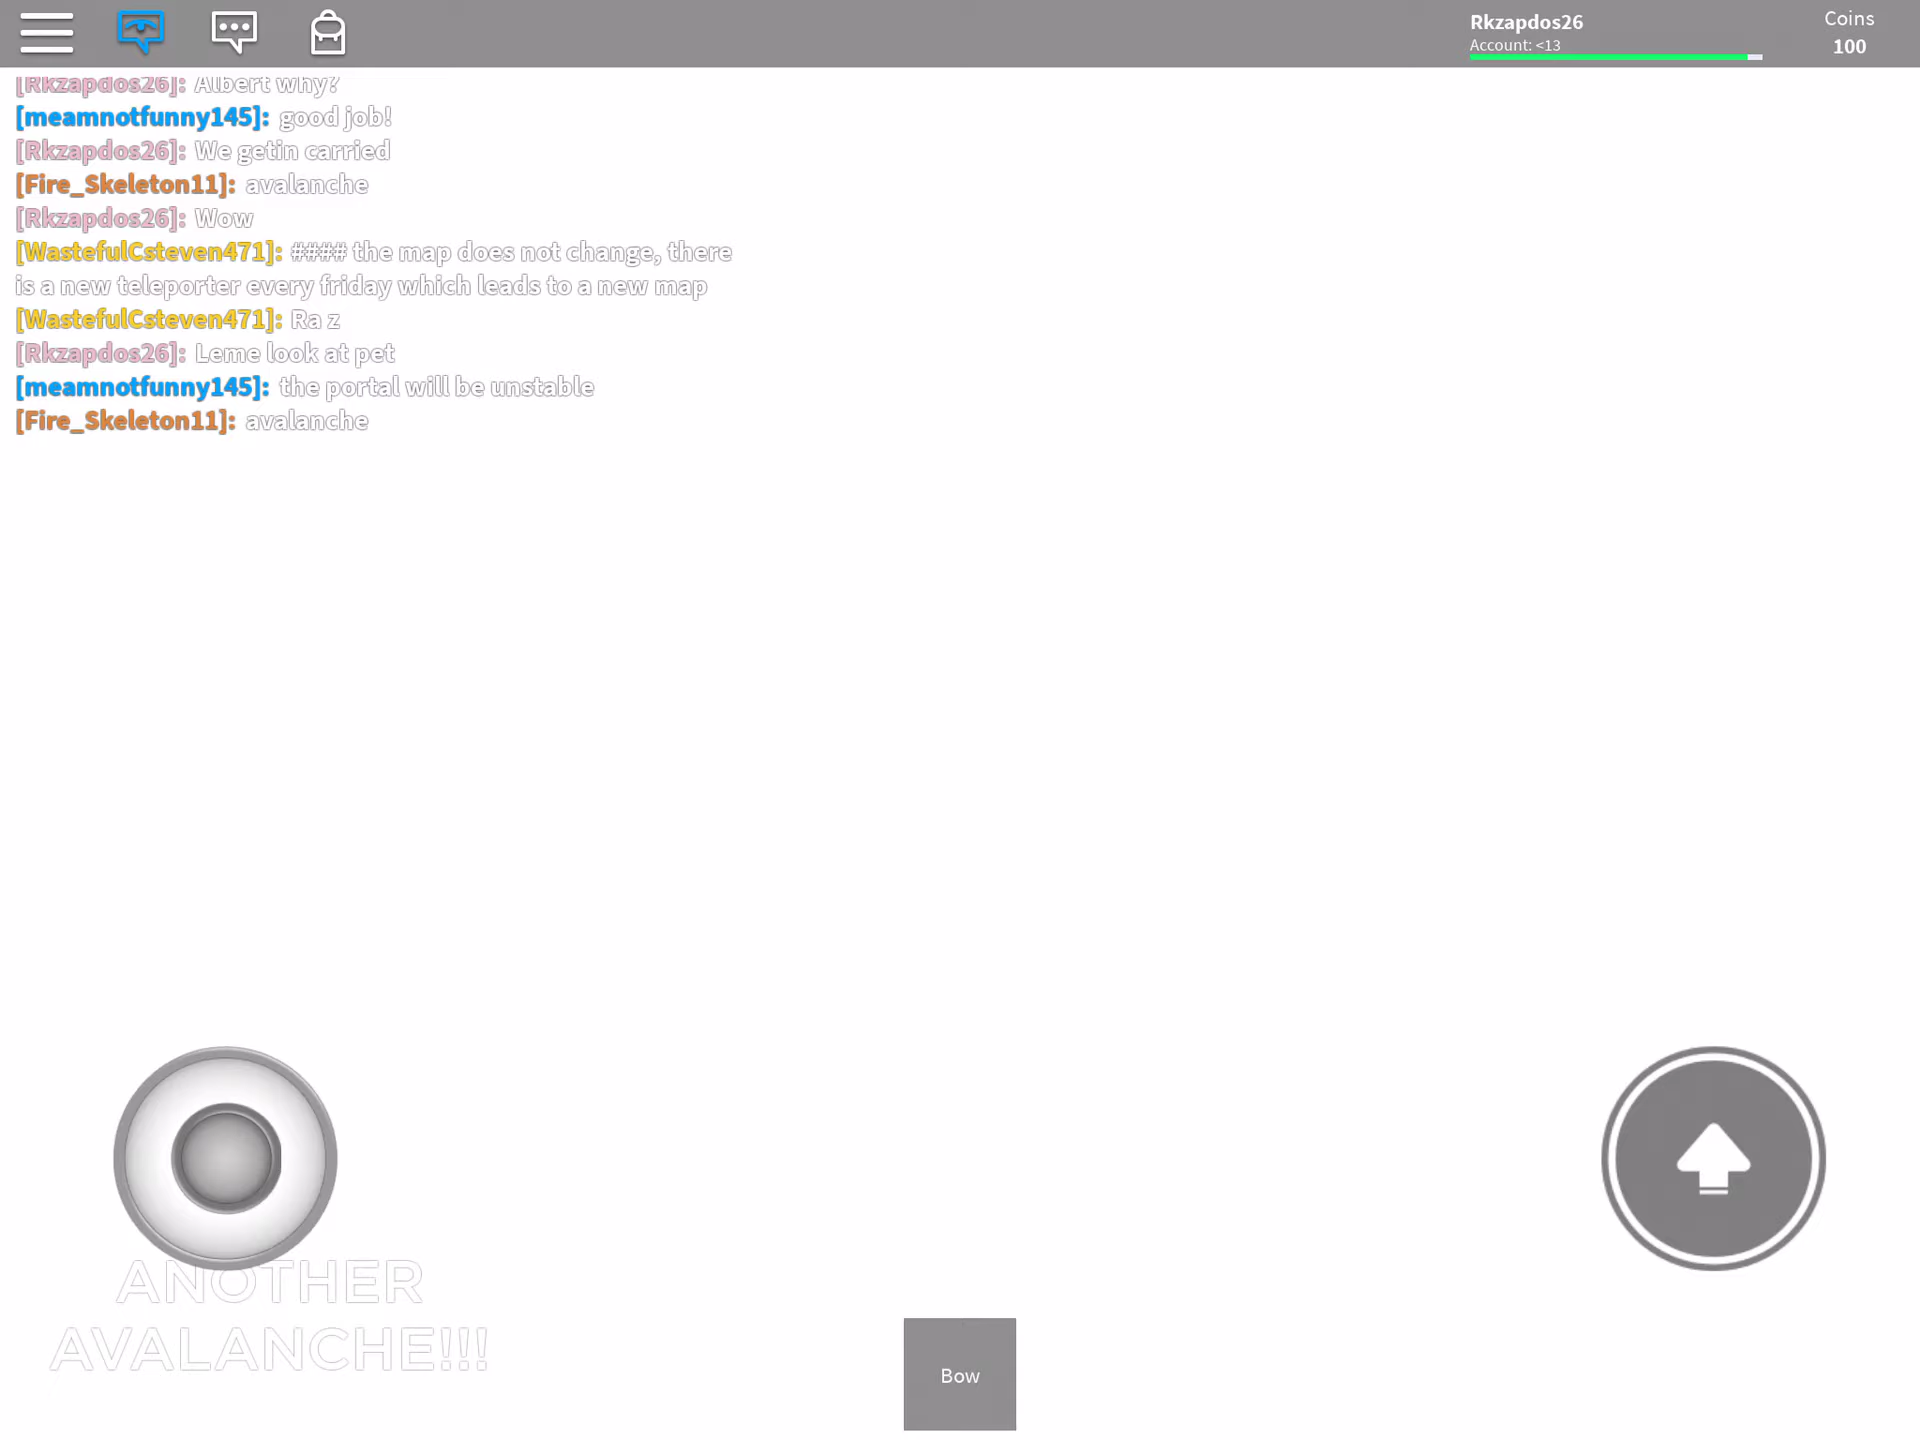 Rkzapdos26
Account: <13
Coins
100
[Rkzapdos26]: Albert why?
[meamnotfunny145]: good job!
[Rkzapdos26]: We getin carried
[Fire_Skeleton11]: avalanche
[Rkzapdos26]: Wow
[WastefulCsteven471]: #### the map does not change, there
is a new teleporter every friday which leads to a new map
[WastefulCsteven471]: Ra z
[Rkzapdos26]: Leme look at pet
[meamnotfunny145]: the portal will be unstable
[Fire_Skeleton11]: avalanche
ANOTHER
AVALANCHE!!!
Bow